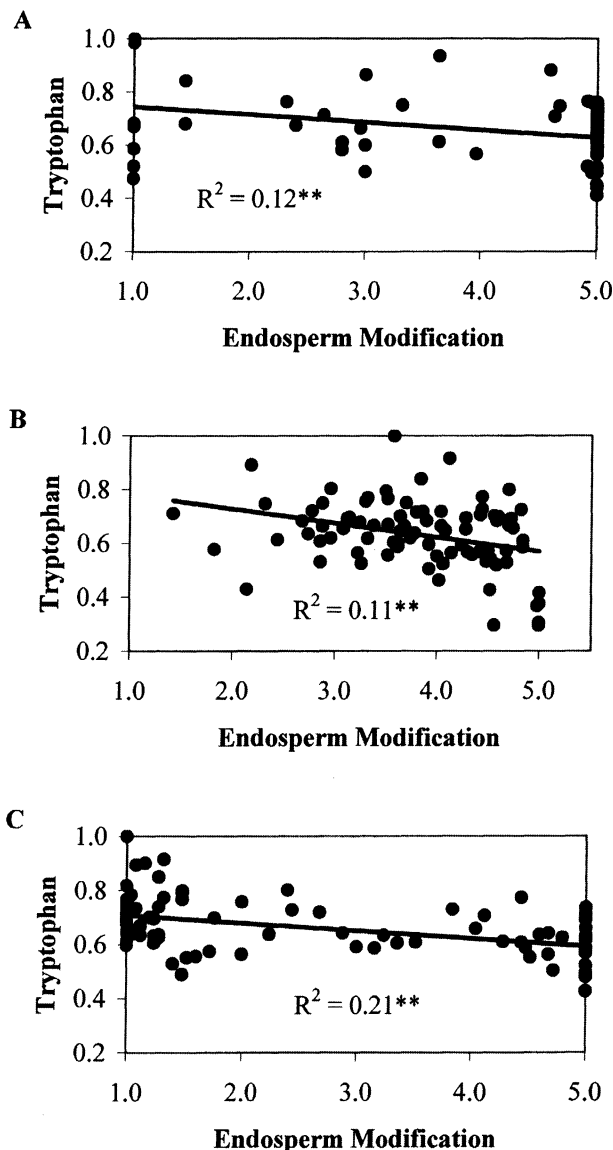 A
1.0
0.8
0.6
0.4
0.2
Tryptophan
R² = 0.12**
1.0 2.0 3.0 4.0 5.0
Endosperm Modification
B
1.0
0.8
0.6
0.4
0.2
Tryptophan
R² = 0.11**
1.0 2.0 3.0 4.0 5.0
Endosperm Modification
C
1.0
0.8
0.6
0.4
0.2
Tryptophan
R² = 0.21**
1.0 2.0 3.0 4.0 5.0
Endosperm Modification